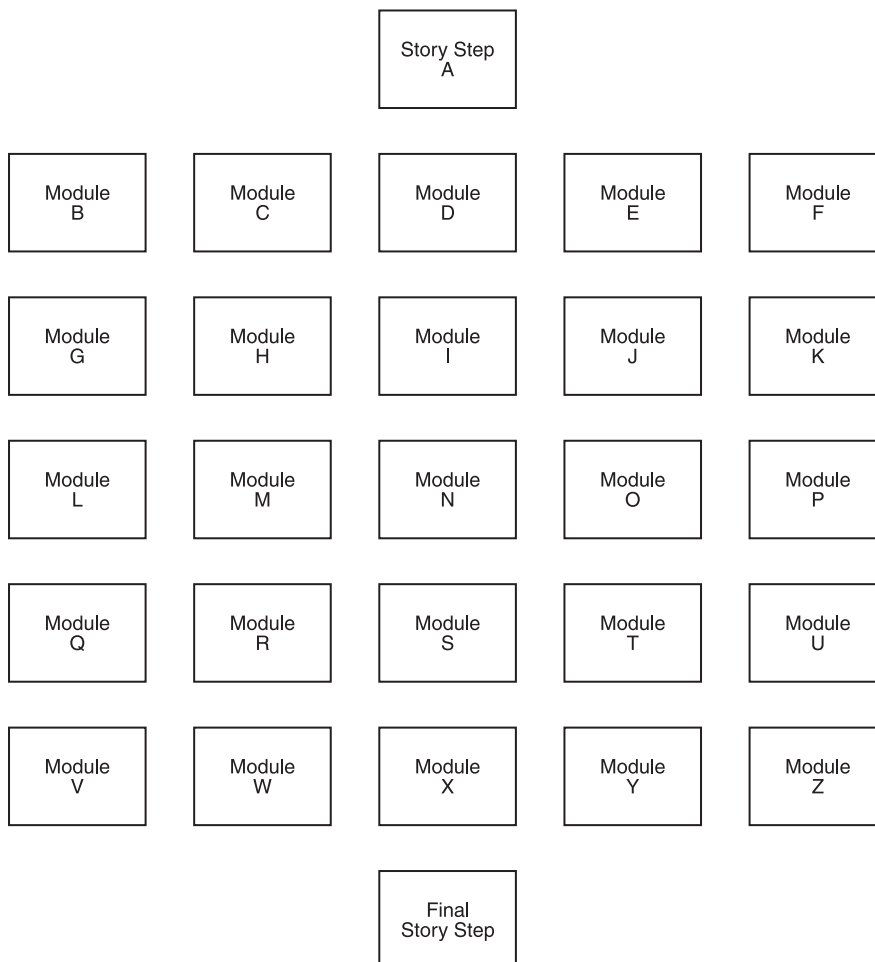 Story Step
A
Module
B
Module
C
Module
D
Module
E
Module
F
Module
G
Module
H
Module
I
Module
J
Module
K
Module
L
Module
M
Module
N
Module
O
Module
P
Module
Q
Module
R
Module
S
Module
T
Module
U
Module
V
Module
W
Module
X
Module
Y
Module
Z
Final
Story Step